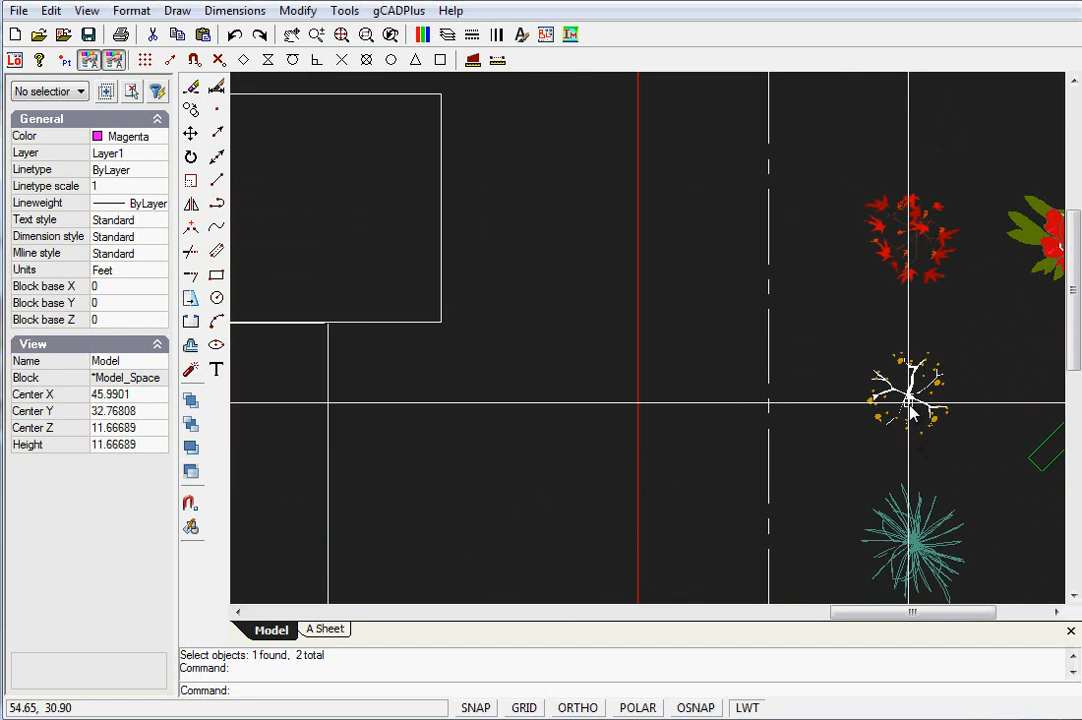 File Edit View Format Draw Dimensions Modify Tools gCADPlus Help
No selection
General
Color Magenta
Layer Layer1
Linetype ByLayer
Linetype scale 1
Lineweight ByLayer
Text style Standard
Dimension style Standard
Mline style Standard
Units Feet
Block base X 0
Block base Y 0
Block base Z 0
View
Name Model
Block *Model_Space
Center X 45.9901
Center Y 32.76808
Center Z 11.66689
Height 11.66689
Model A Sheet
Select objects: 1 found, 2 total
Command:
Command:
54.65, 30.90 SNAP GRID ORTHO POLAR OSNAP LWT